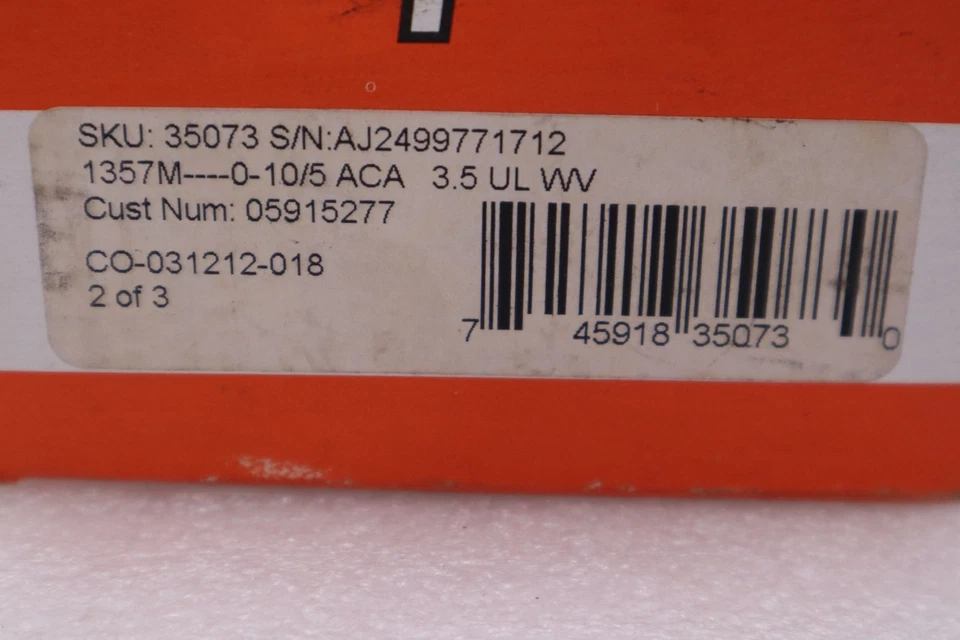 SKU: 35073 S/N:AJ2499771712
1357M----0-10/5 ACA 3.5 UL WV
Cust Num: 05915277
CO-031212-018
2 of 3
7 45918 35073 0